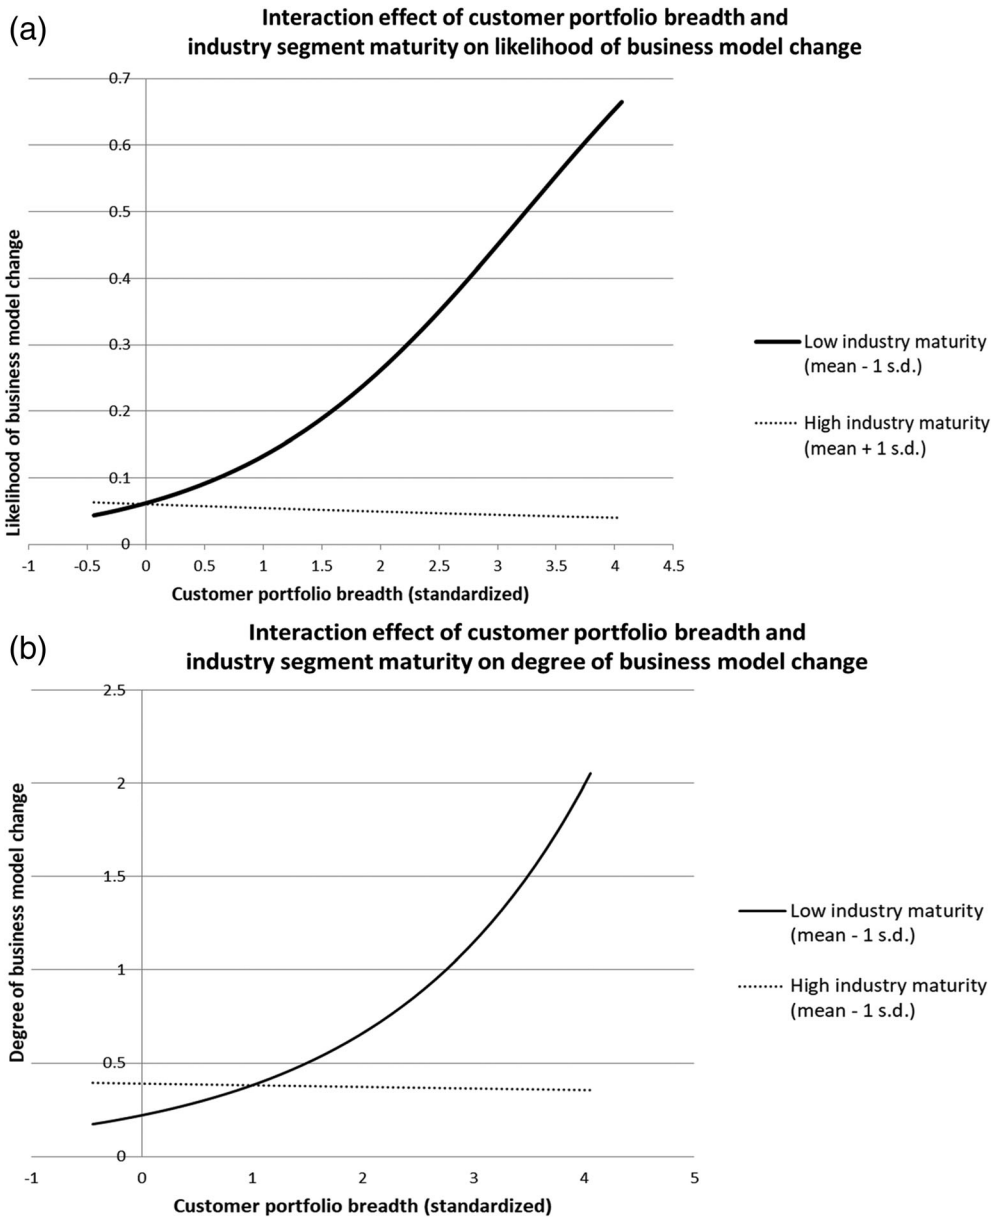 (a)
Interaction effect of customer portfolio breadth and
industry segment maturity on likelihood of business model change
Likelihood of business model change
0.7
0.6
0.5
0.4
0.3
0.2
0.1
0
-1 -0.5 0 0.5 1 1.5 2 2.5 3 3.5 4 4.5
Customer portfolio breadth (standardized)
Low industry maturity
(mean - 1 s.d.)
High industry maturity
(mean + 1 s.d.)
(b)
Interaction effect of customer portfolio breadth and
industry segment maturity on degree of business model change
Degree of business model change
2.5
2
1.5
1
0.5
0
-1 0 1 2 3 4 5
Customer portfolio breadth (standardized)
Low industry maturity
(mean - 1 s.d.)
High industry maturity
(mean - 1 s.d.)